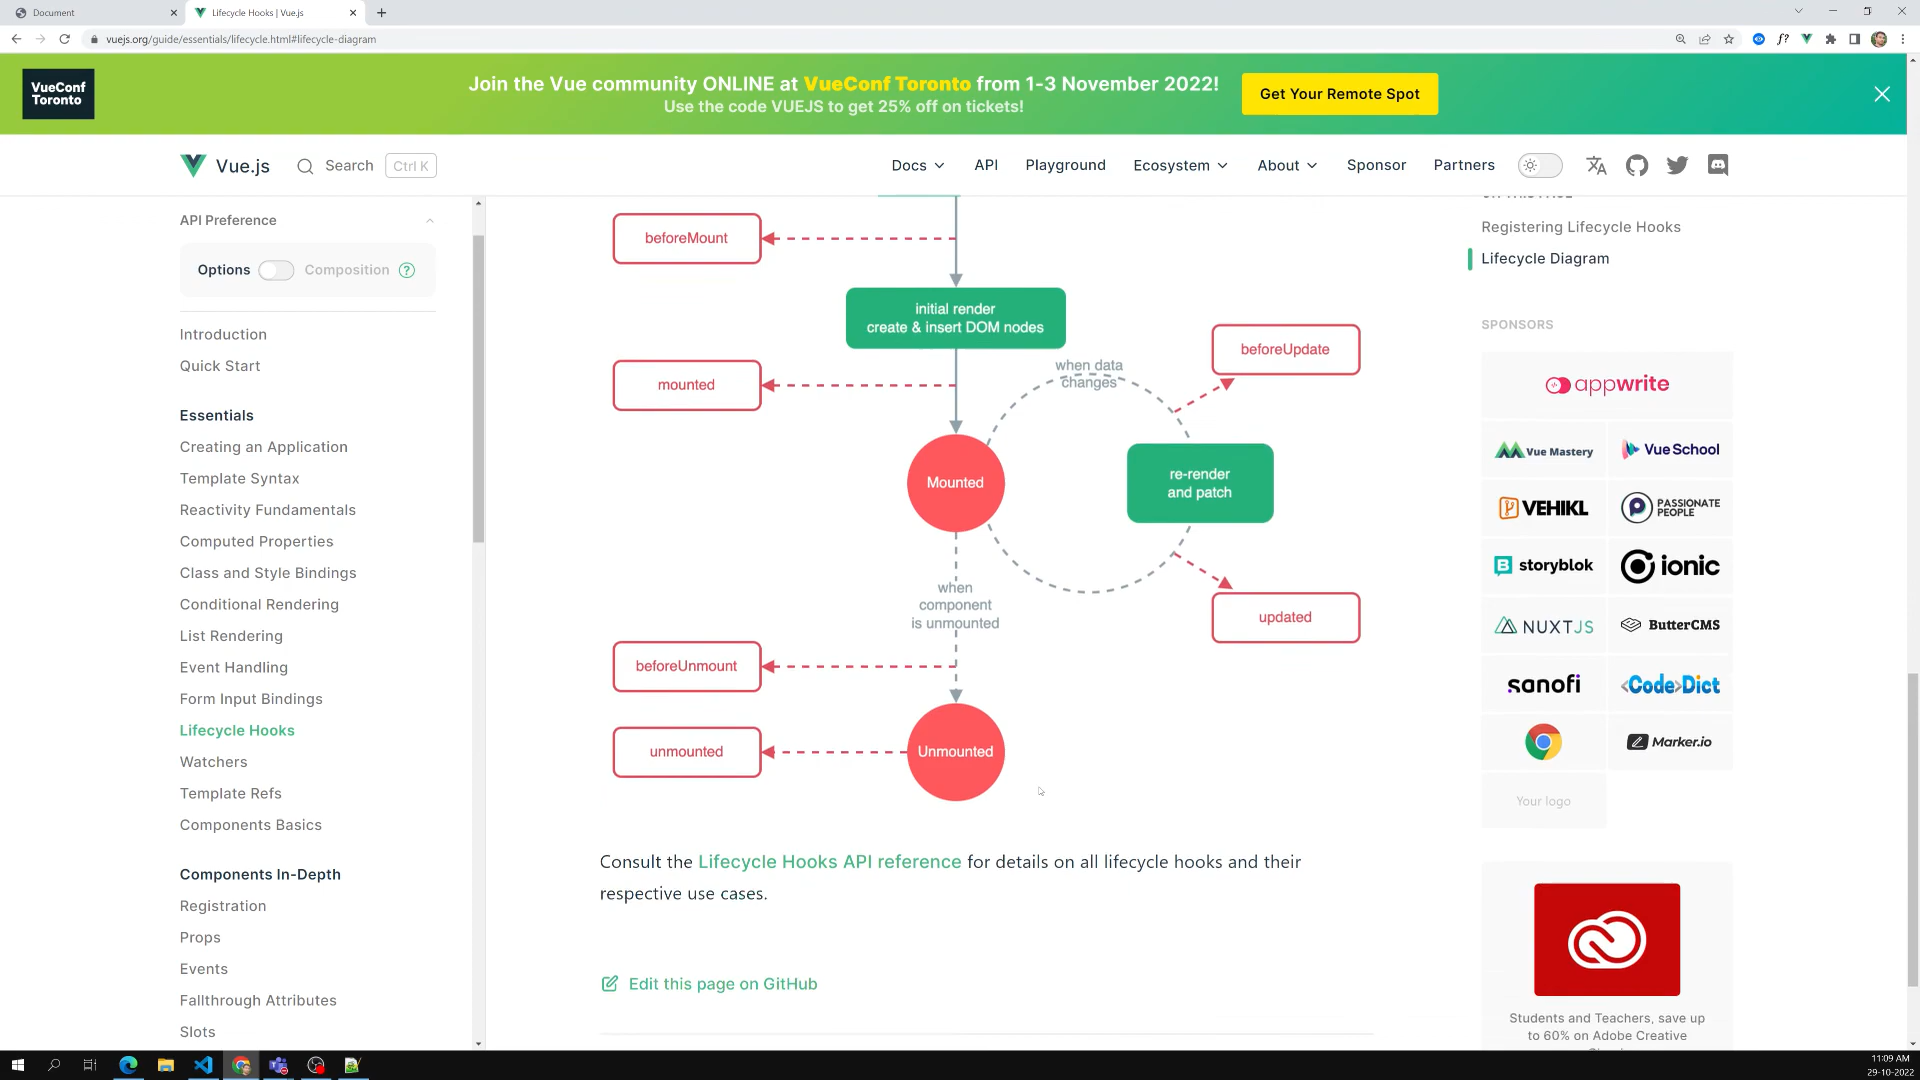 Document
Lifecycle Hooks | Vue.js
vuejs.org/guide/essentials/lifecycle.html#lifecycle-diagram
VueConf
Toronto
Join the Vue community ONLINE at VueConf Toronto from 1-3 November 2022!
Use the code VUEJS to get 25% off on tickets!
Get Your Remote Spot
Vue.js
Search
Ctrl K
Docs
API
Playground
Ecosystem
About
Sponsor
Partners
API Preference
Options
Composition
?
Introduction
Quick Start
Essentials
Creating an Application
Template Syntax
Reactivity Fundamentals
Computed Properties
Class and Style Bindings
Conditional Rendering
List Rendering
Event Handling
Form Input Bindings
Lifecycle Hooks
Watchers
Template Refs
Components Basics
Components In-Depth
Registration
Props
Events
Fallthrough Attributes
Slots
beforeMount
initial render
create & insert DOM nodes
mounted
when data
changes
beforeUpdate
Mounted
re-render
and patch
when
component
is unmounted
updated
beforeUnmount
unmounted
Unmounted
Consult the Lifecycle Hooks API reference for details on all lifecycle hooks and their
respective use cases.
Edit this page on GitHub
Registering Lifecycle Hooks
Lifecycle Diagram
SPONSORS
appwrite
Vue Mastery
Vue School
VEHIKL
PASSIONATE
PEOPLE
storyblok
ionic
NUXTJS
ButterCMS
sanofi
<Code>Dict
Marker.io
Your logo
Students and Teachers, save up
to 60% on Adobe Creative
11:09 AM
29-10-2022